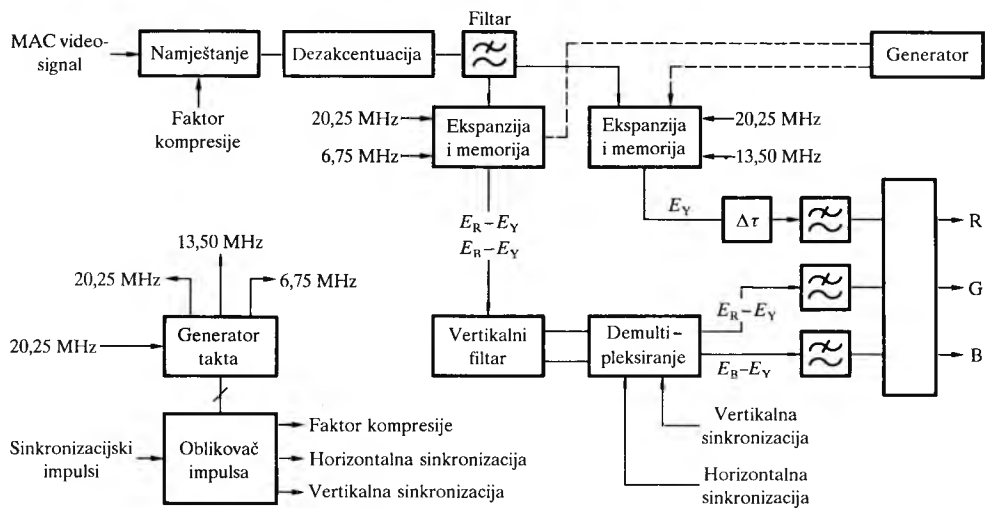 MAC video-
signal
Namještanje
Dezakcentuacija
Filtar
Generator
Faktor
kompresije
20,25 MHz
6,75 MHz
Ekspanzija
i memorija
Ekspanzija
i memorija
20,25 MHz
13,50 MHz
E_R–E_Y
E_B–E_Y
E_Y
Δτ
R
G
B
13,50 MHz
20,25 MHz
6,75 MHz
20,25 MHz
Generator
takta
Vertikalni
filtar
Demulti–
pleksiranje
E_R–E_Y
E_B–E_Y
Sinkronizacijski
impulsi
Oblikovač
impulsa
Faktor kompresije
Horizontalna sinkronizacija
Vertikalna sinkronizacija
Vertikalna
sinkronizacija
Horizontalna
sinkronizacija